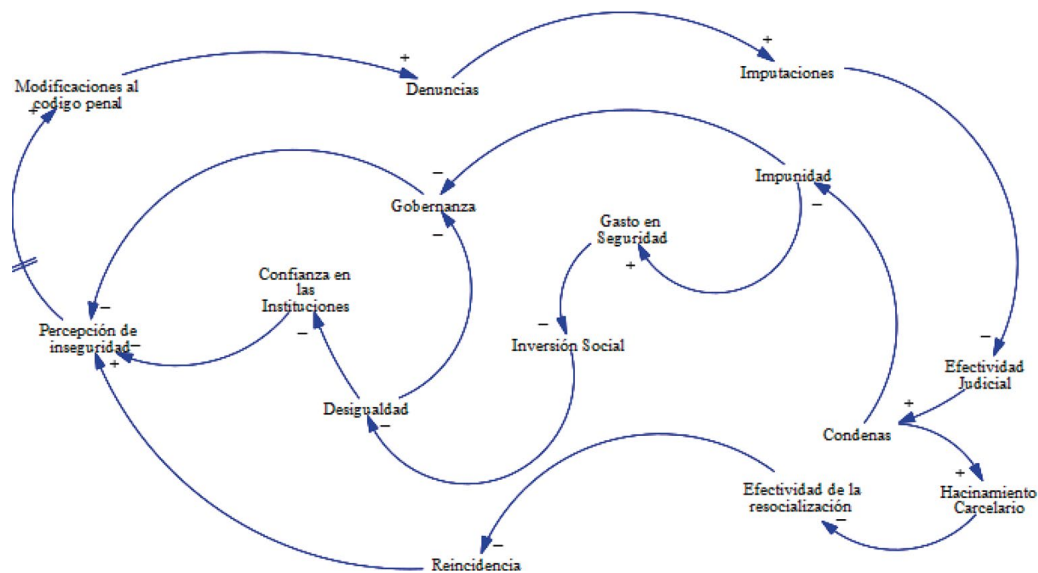 Modificaciones al
codigo penal
Denuncias
Imputaciones
Impunidad
Gobernanza
Gasto en
Seguridad
Confianza en
las
Instituciones
Percepción de
inseguridad
Inversión Social
Efectividad
Judicial
Desigualdad
Condenas
Efectividad de la
resocialización
Hacinamiento
Carcelario
Reincidencia